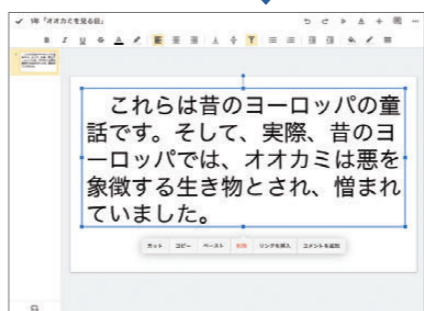 1年「オオカミを見る目」
B I U S A
これらは昔のヨーロッパの童
話です。そして、実際、昔のヨ
ーロッパでは、オオカミは悪を
象徴する生き物とされ、憎まれ
ていました。
カット コピー ペースト 削除 リンクを挿入 コメントを追加